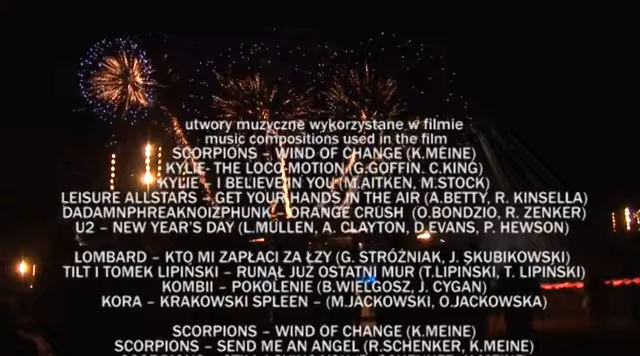 utwory muzyczne wykorzystane w filmie
music compositions used in the film
SCORPIONS – WIND OF CHANGE (K.MEINE)
KYLIE- THE LOCO-MOTION (G.GOFFIN. C.KING)
KYLIE – I BELIEVE IN YOU (M.AITKEN, M.STOCK)
LEISURE ALLSTARS – GET YOUR HANDS IN THE AIR (A.BETTY, R. KINSELLA)
DADAMNPHREAKNOIZPHUNK – ORANGE CRUSH (O.BONDZIO, R. ZENKER)
U2 – NEW YEAR'S DAY (L.MULLEN, A. CLAYTON, D.EVANS, P. HEWSON)
LOMBARD – KTO MI ZAPŁACI ZA ŁZY (G. STRÓŻNIAK, J. SKUBIKOWSKI)
TILT I TOMEK LIPIŃSKI – RUNĄŁ JUŻ OSTATNI MUR (T.LIPIŃSKI, T. LIPIŃSKI)
KOMBII – POKOLENIE (B.WIELGOSZ, J. CYGAN)
KORA – KRAKOWSKI SPLEEN – (M.JACKOWSKI, O.JACKOWSKA)
SCORPIONS – WIND OF CHANGE (K.MEINE)
SCORPIONS – SEND ME AN ANGEL (R.SCHENKER, K.MEINE)